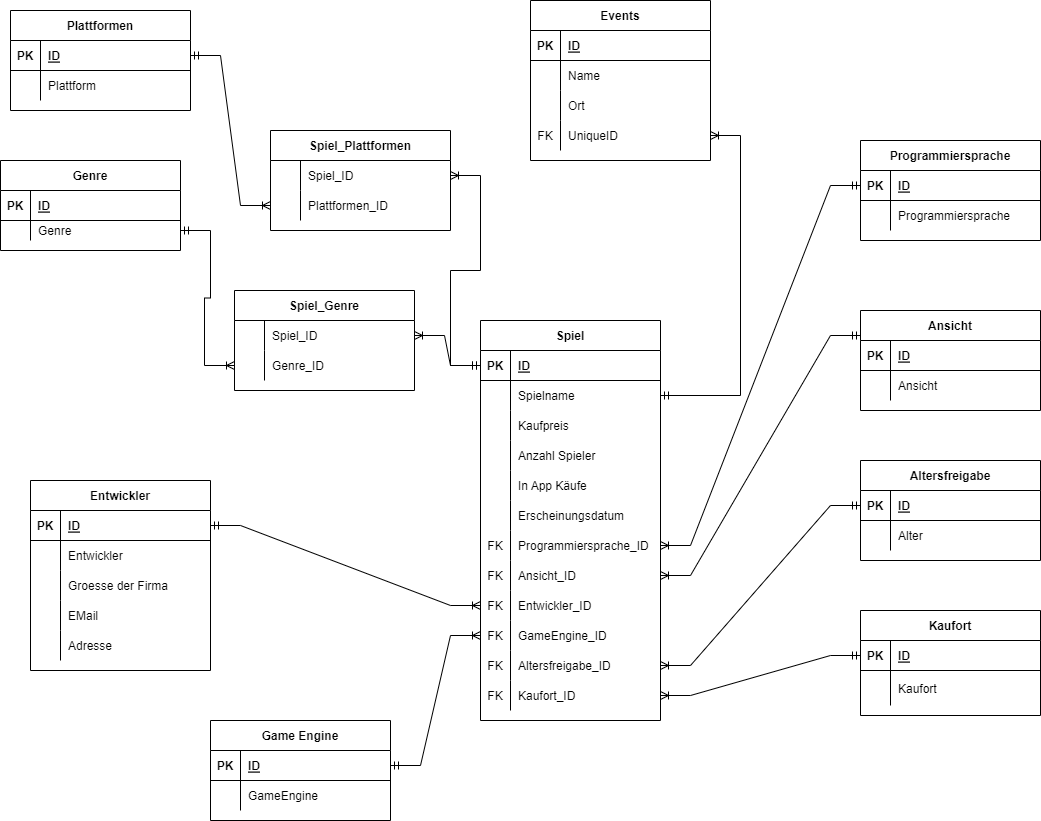 Plattformen
PK ID
Plattform
Events
PK ID
Name
Ort
FK UniqueID
Spiel_Plattformen
Spiel_ID
Plattformen_ID
Genre
PK ID
Genre
Programmiersprache
PK ID
Programmiersprache
Spiel_Genre
Spiel_ID
Genre_ID
Spiel
PK ID
Spielname
Kaufpreis
Anzahl Spieler
In App Käufe
Erscheinungsdatum
FK Programmiersprache_ID
FK Ansicht_ID
FK Entwickler_ID
FK GameEngine_ID
FK Altersfreigabe_ID
FK Kaufort_ID
Ansicht
PK ID
Ansicht
Altersfreigabe
PK ID
Alter
Entwickler
PK ID
Entwickler
Groesse der Firma
EMail
Adresse
Kaufort
PK ID
Kaufort
Game Engine
PK ID
GameEngine